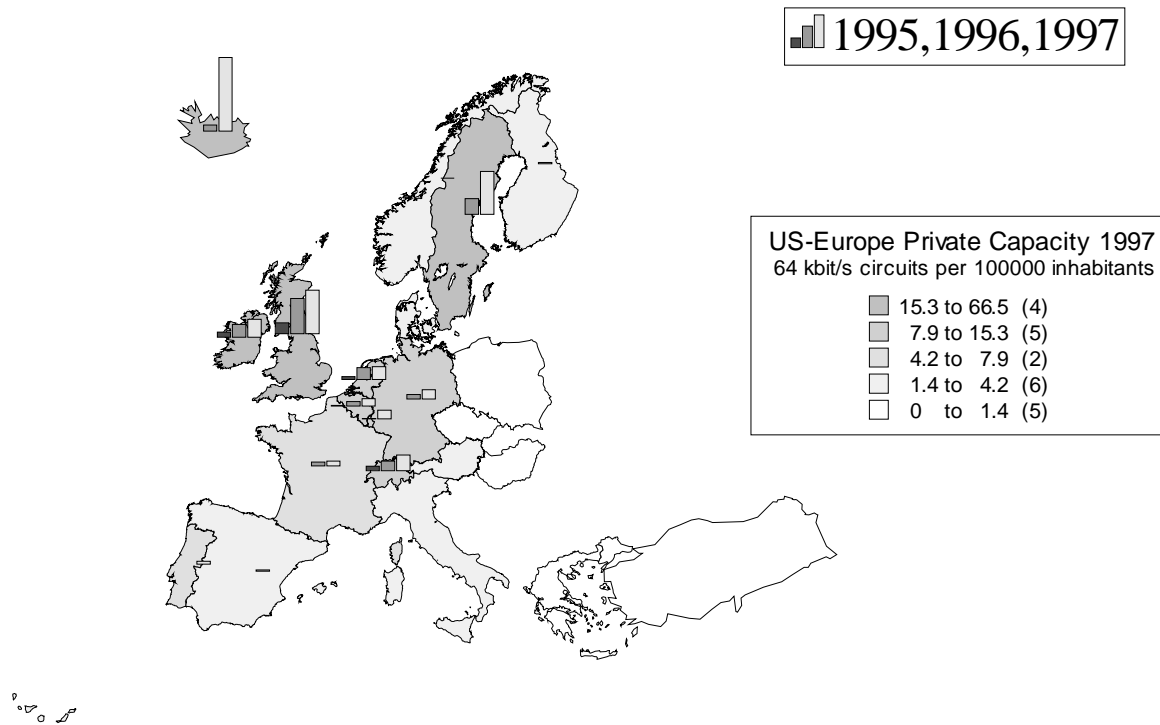 1995,1996,1997
US-Europe Private Capacity 1997
64 kbit/s circuits per 100000 inhabitants
15.3 to 66.5 (4)
7.9 to 15.3 (5)
4.2 to 7.9 (2)
1.4 to 4.2 (6)
0 to 1.4 (5)